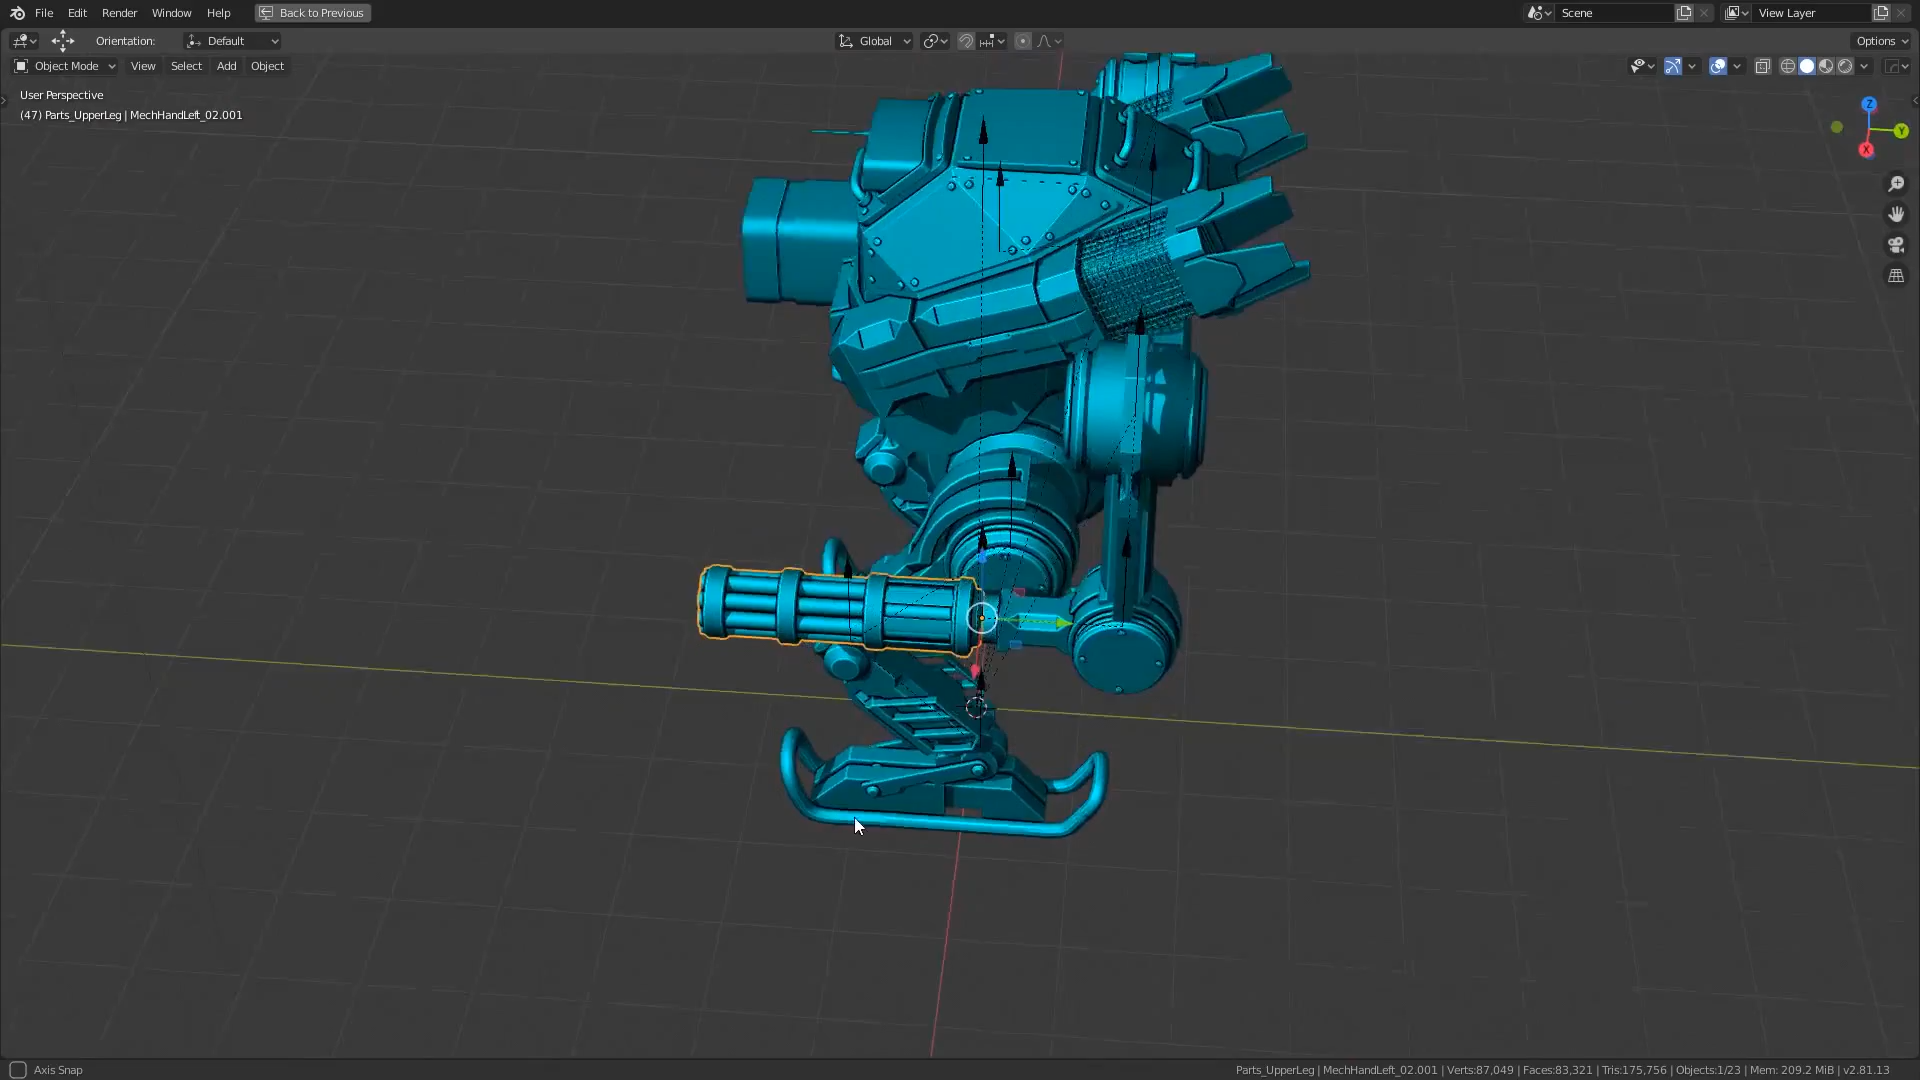 File Edit Render Window Help Back to Previous Scene View Layer
Orientation: Default Global Options
Object Mode View Select Add Object
User Perspective
(47) Parts_UpperLeg | MechHandLeft_02.001
Z
Y
X
Axis Snap Parts_UpperLeg | MechHandLeft_02.001 | Verts:87,049 | Faces:83,321 | Tris:175,756 | Objects:1/23 | Mem: 209.2 MiB | v2.81.13